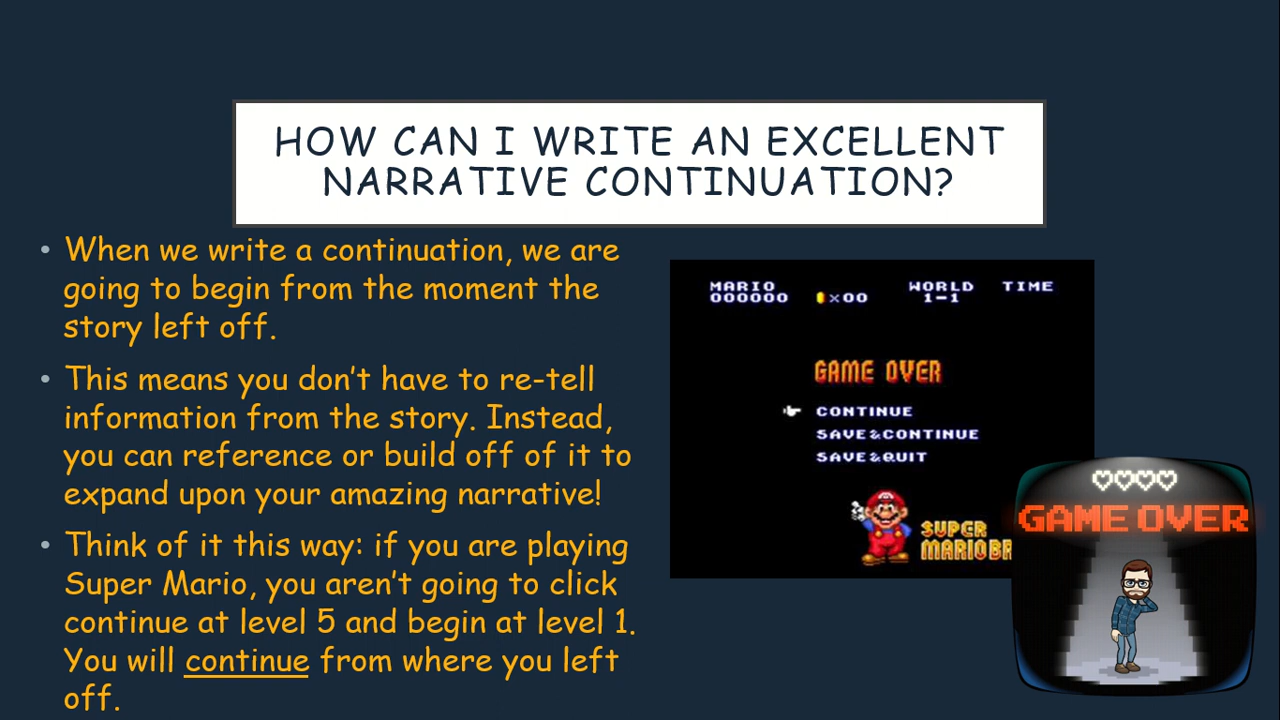 HOW CAN I WRITE AN EXCELLENT
NARRATIVE CONTINUATION?
• When we write a continuation, we are
going to begin from the moment the
story left off.
• This means you don't have to re-tell
information from the story. Instead,
you can reference or build off of it to
expand upon your amazing narrative!
• Think of it this way: if you are playing
Super Mario, you aren't going to click
continue at level 5 and begin at level 1.
You will continue from where you left
off.
MARIO WORLD TIME
000000 ×00 1-1
GAME OVER
CONTINUE
SAVE&CONTINUE
SAVE&QUIT
SUPER
MARIO BR
GAME OVER